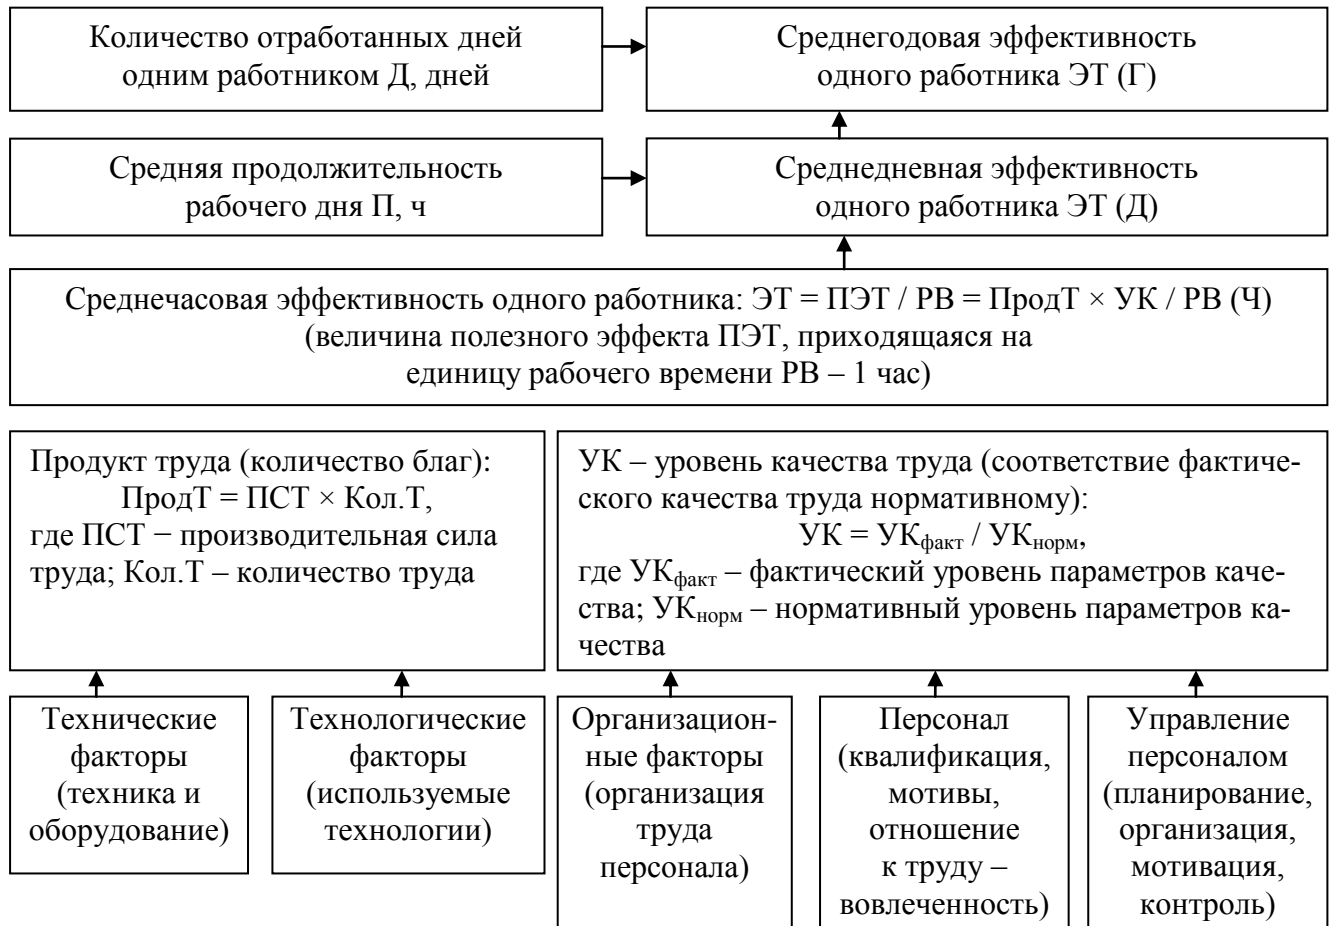 Количество отработанных дней
одним работником Д, дней
Среднегодовая эффективность
одного работника ЭТ (Г)
Средняя продолжительность
рабочего дня П, ч
Среднедневная эффективность
одного работника ЭТ (Д)
Среднечасовая эффективность одного работника: ЭТ = ПЭТ / РВ = ПродТ × УК / РВ (Ч)
(величина полезного эффекта ПЭТ, приходящаяся на
единицу рабочего времени РВ – 1 час)
Продукт труда (количество благ):
ПродТ = ПСТ × Кол.Т,
где ПСТ − производительная сила
труда; Кол.Т – количество труда
УК – уровень качества труда (соответствие фактиче-
ского качества труда нормативному):
УК = УКфакт / УКнорм,
где УКфакт – фактический уровень параметров каче-
ства; УКнорм – нормативный уровень параметров ка-
чества
Технические
факторы
(техника и
оборудование)
Технологические
факторы
(используемые
технологии)
Организацион-
ные факторы
(организация
труда
персонала)
Персонал
(квалификация,
мотивы,
отношение
к труду –
вовлеченность)
Управление
персоналом
(планирование,
организация,
мотивация,
контроль)